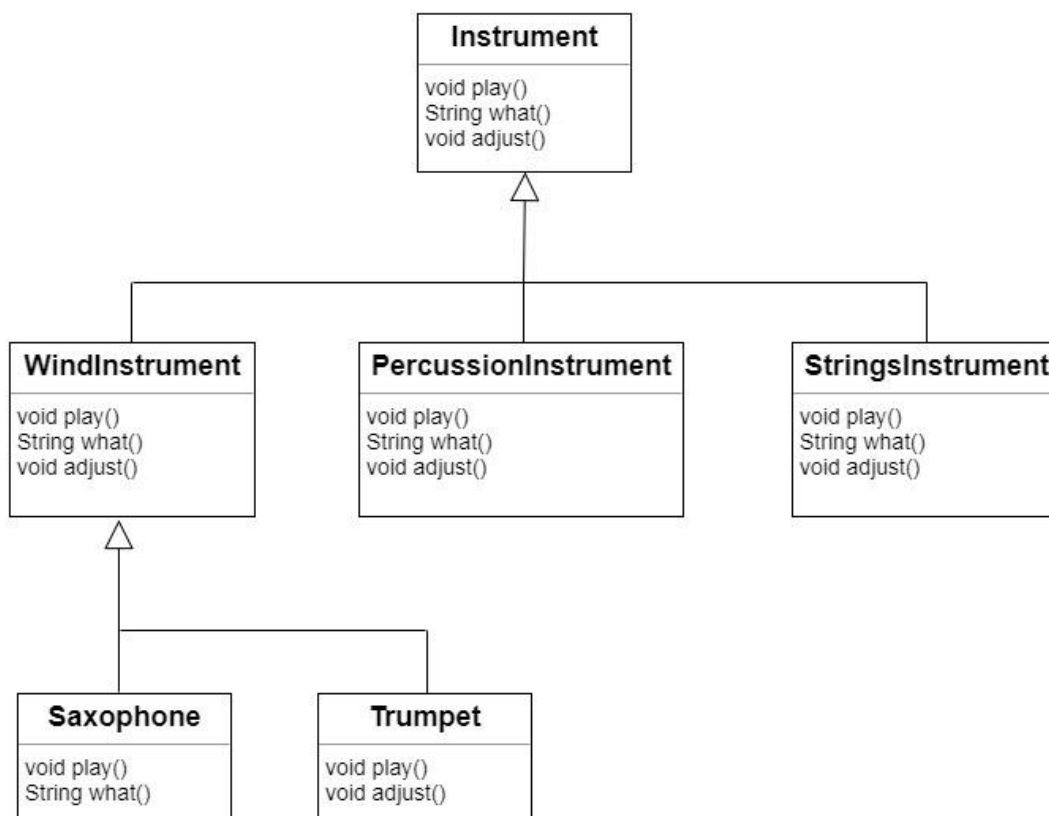 Instrument
void play()
String what()
void adjust()
WindInstrument
void play()
String what()
void adjust()
PercussionInstrument
void play()
String what()
void adjust()
StringsInstrument
void play()
String what()
void adjust()
Saxophone
void play()
String what()
Trumpet
void play()
void adjust()